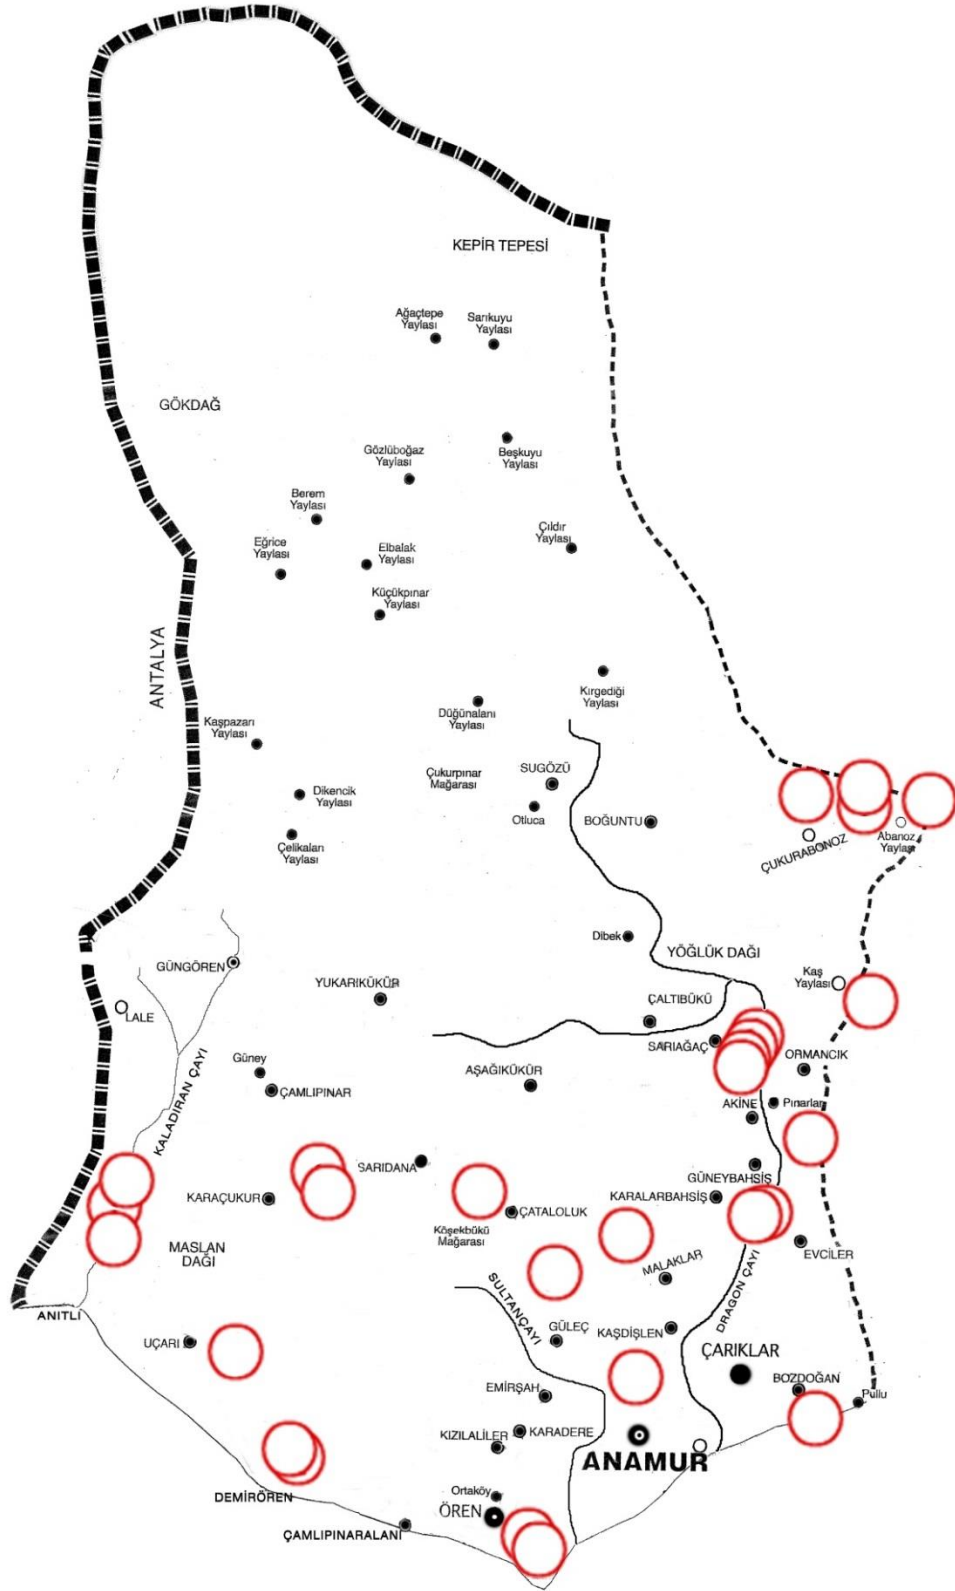 KEPİR TEPESİ
Ağaçtepe
Yaylası
Sarıkuyu
Yaylası
GÖKDAĞ
Gözlüboğaz
Yaylası
Beşkuyu
Yaylası
Berem
Yaylası
Eğrice
Yaylası
Elbalak
Yaylası
Çıldır
Yaylası
Küçükpınar
Yaylası
ANTALYA
Kırgediği
Yaylası
Düğünalanı
Yaylası
Kaşpazarı
Yaylası
Çukurpınar
Mağarası
SUGÖZÜ
Dikencik
Yaylası
Otluca
BOĞUNTU
Çelikaları
Yaylası
ÇUKURABONOZ
Abanoz
Yaylası
Dibek
YÖĞLÜK DAĞI
GÜNGÖREN
YUKARIKÜKÜR
Kaş
Yaylası
LALE
ÇALTIBÜKÜ
SARIAĞAÇ
ORMANCIK
KALADIRAN ÇAYI
Güney
ÇAMLIPINAR
AŞAĞIKÜKÜR
AKİNE
Pınarlar
SARIDANA
GÜNEYBAHSİŞ
KARAÇUKUR
KARALARBAHSİŞ
ÇATALOLUK
Köşekbükü
Mağarası
MASLAN
DAĞI
EVCİLER
MALAKLAR
DRAGON ÇAYI
SULTANÇAYI
ANITLI
UÇARI
GÜLEÇ
KAŞDİŞLEN
ÇARIKLAR
BOZDOĞAN
Pullu
EMİRŞAH
KARADERE
KIZILALİLER
ANAMUR
Ortaköy
DEMİRÖREN
ÖREN
ÇAMLIPINARALANI